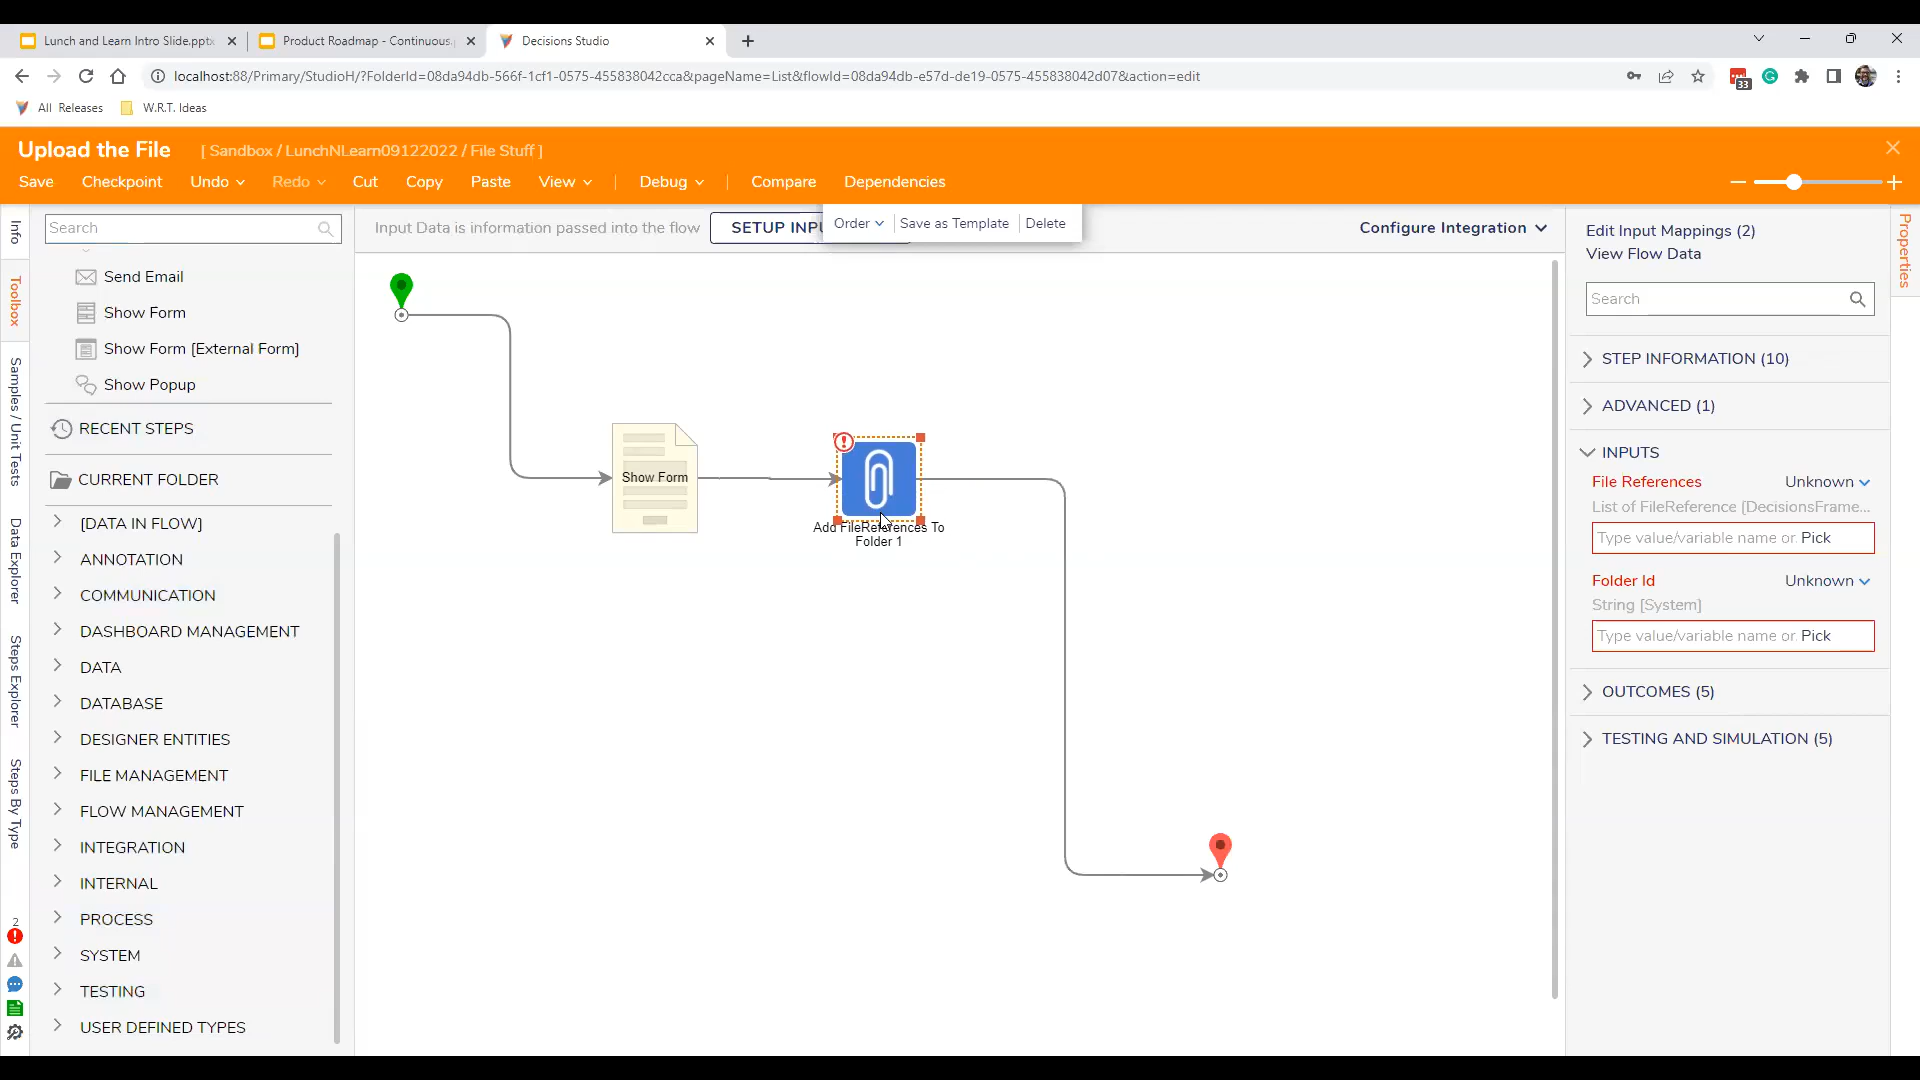 Lunch and Learn Intro Slide.pptx
Product Roadmap - Continuous.
Decisions Studio
localhost:88/Primary/StudioH/?FolderId=08da94db-566f-1cf1-0575-455838042cca&pageName=List&flowId=08da94db-e57d-de19-0575-455838042d07&action=edit
33
All Releases
W.R.T. Ideas
Upload the File
[ Sandbox / LunchNLearn09122022 / File Stuff ]
Save
Checkpoint
Undo
Redo
Cut
Copy
Paste
View
Debug
Compare
Dependencies
Info
Toolbox
Samples / Unit Tests
Data Explorer
Steps Explorer
Steps By Type
2
Search
Send Email
Show Form
Show Form [External Form]
Show Popup
RECENT STEPS
CURRENT FOLDER
[DATA IN FLOW]
ANNOTATION
COMMUNICATION
DASHBOARD MANAGEMENT
DATA
DATABASE
DESIGNER ENTITIES
FILE MANAGEMENT
FLOW MANAGEMENT
INTEGRATION
INTERNAL
PROCESS
SYSTEM
TESTING
USER DEFINED TYPES
Input Data is information passed into the flow
SETUP INPU
Order
Save as Template
Delete
Configure Integration
Show Form
Add FileReferences To
Folder 1
Edit Input Mappings (2)
View Flow Data
Search
STEP INFORMATION (10)
ADVANCED (1)
INPUTS
File References
Unknown
List of FileReference [DecisionsFrame...
Type value/variable name or Pick
Folder Id
Unknown
String [System]
Type value/variable name or Pick
OUTCOMES (5)
TESTING AND SIMULATION (5)
Properties